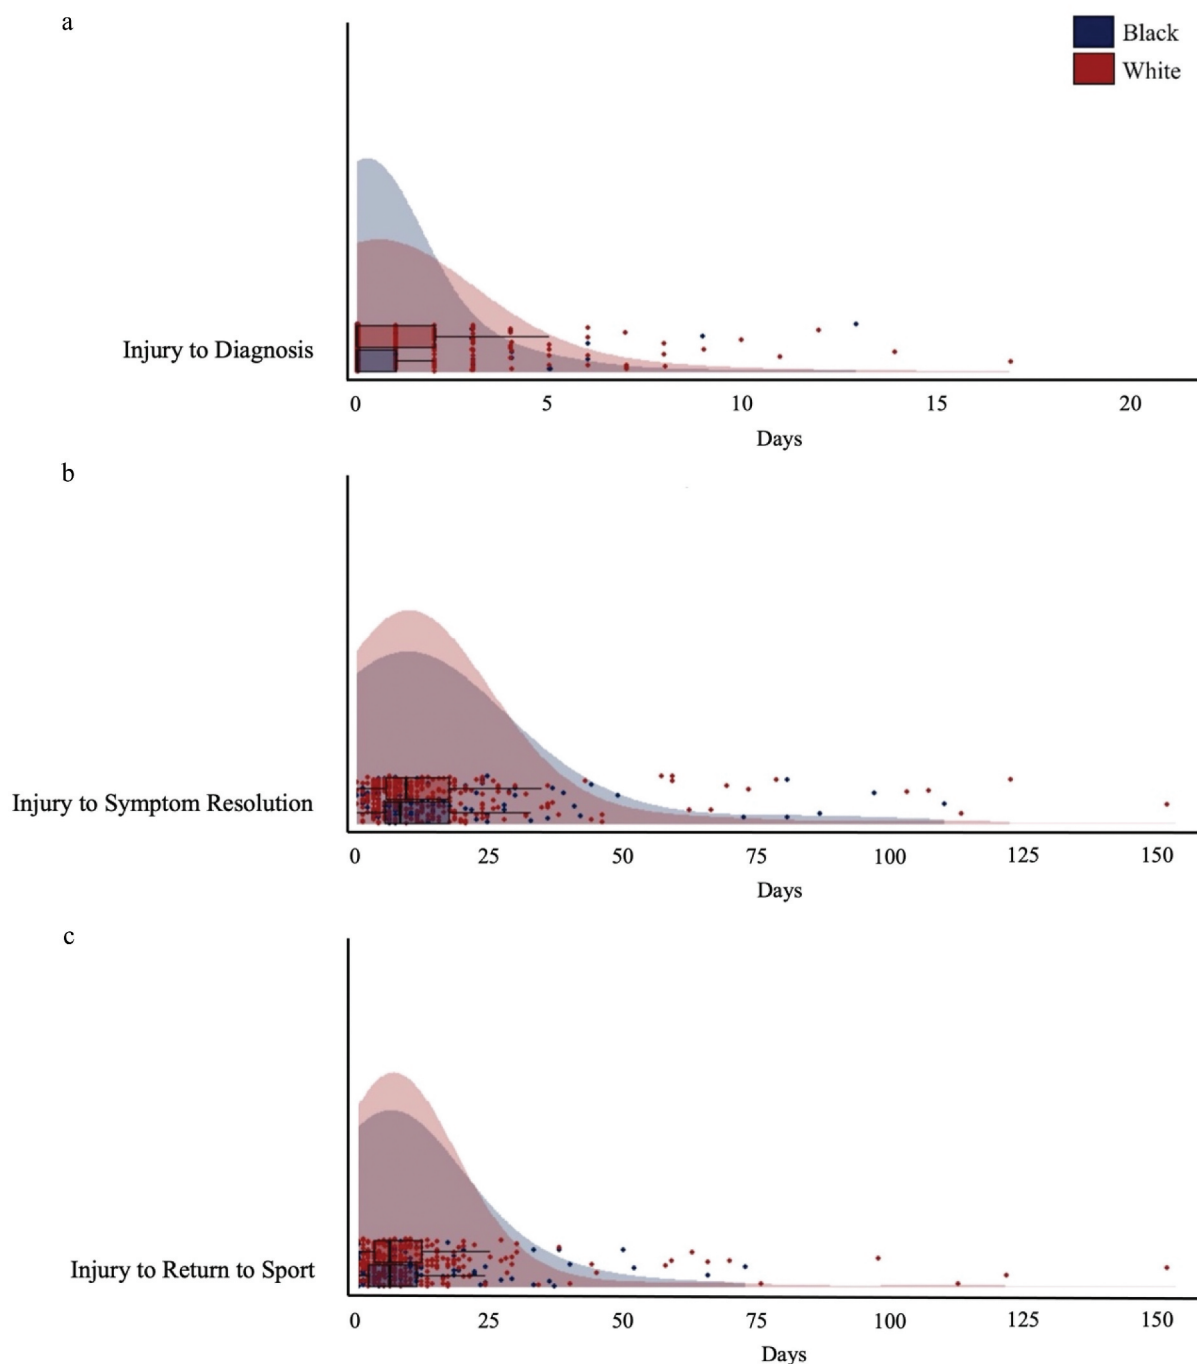 a
Black
White
Injury to Diagnosis
0 5 10 15 20
Days
b
Injury to Symptom Resolution
0 25 50 75 100 125 150
Days
c
Injury to Return to Sport
0 25 50 75 100 125 150
Days